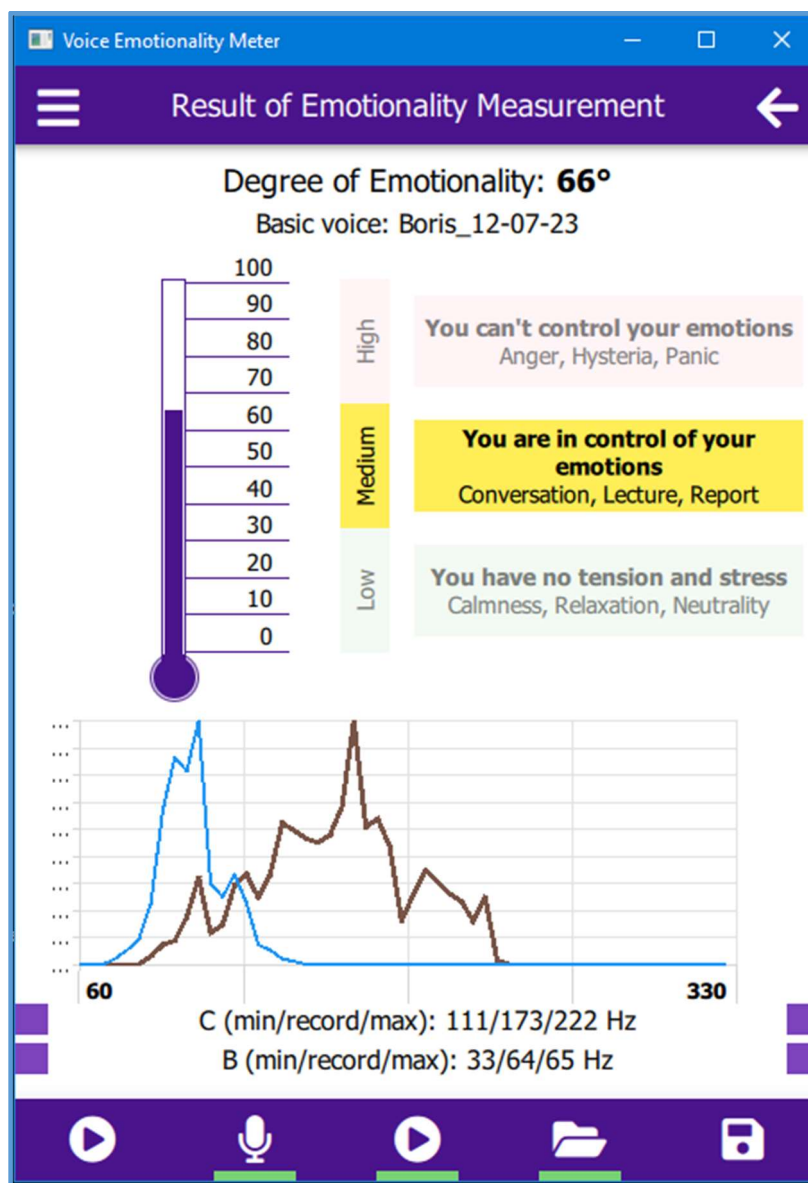 Voice Emotionality Meter
Result of Emotionality Measurement
Degree of Emotionality: 66°
Basic voice: Boris_12-07-23
100
90
80
70
60
50
40
30
20
10
0
High
Medium
Low
You can't control your emotions
Anger, Hysteria, Panic
You are in control of your
emotions
Conversation, Lecture, Report
You have no tension and stress
Calmness, Relaxation, Neutrality
...
...
...
...
...
...
...
...
...
...
60
330
C (min/record/max): 111/173/222 Hz
B (min/record/max): 33/64/65 Hz